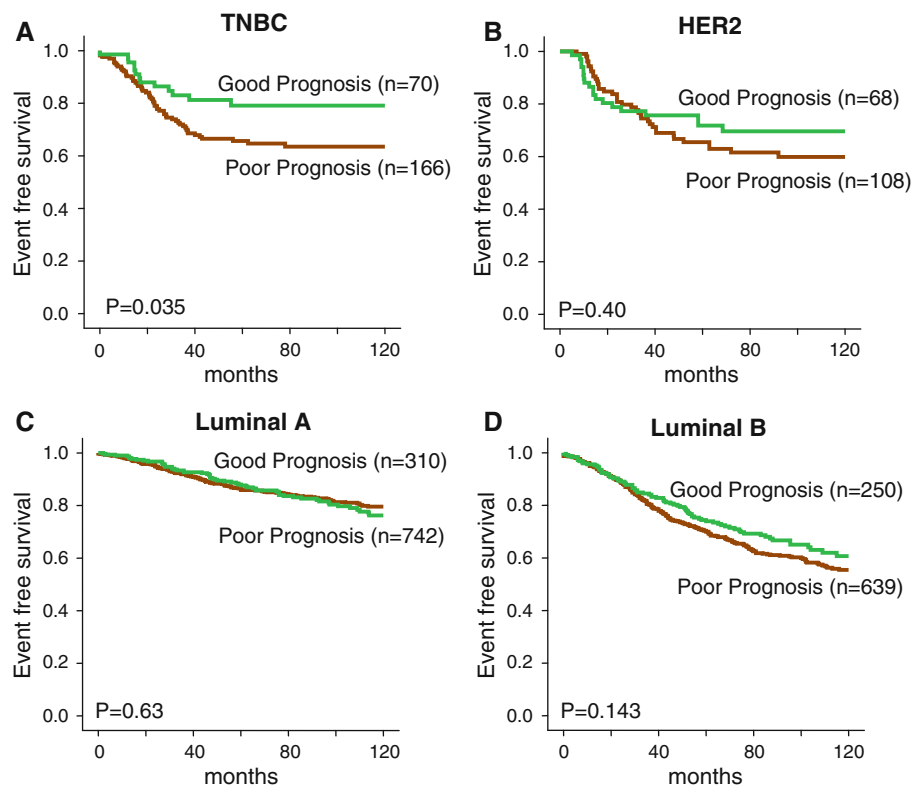 A
TNBC
Event free survival
1.0
0.8
0.6
0.4
0.2
0.0
Good Prognosis (n=70)
Poor Prognosis (n=166)
P=0.035
0 40 80 120
months
B
HER2
Event free survival
1.0
0.8
0.6
0.4
0.2
0.0
Good Prognosis (n=68)
Poor Prognosis (n=108)
P=0.40
0 40 80 120
months
C
Luminal A
Event free survival
1.0
0.8
0.6
0.4
0.2
0.0
Good Prognosis (n=310)
Poor Prognosis (n=742)
P=0.63
0 40 80 120
months
D
Luminal B
Event free survival
1.0
0.8
0.6
0.4
0.2
0.0
Good Prognosis (n=250)
Poor Prognosis (n=639)
P=0.143
0 40 80 120
months